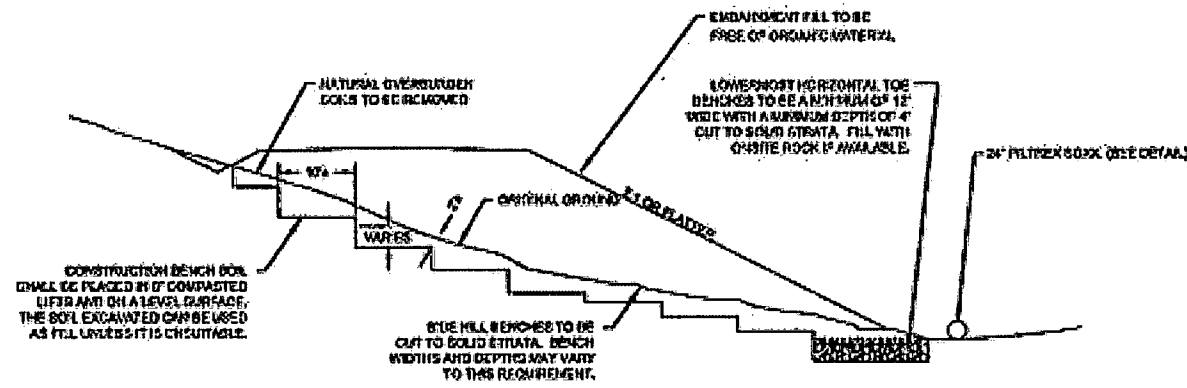 EMBANKMENT FILL TO BE
FREE OF ORGANIC MATERIAL.
NATURAL OVERBURDEN
SOILS TO BE REMOVED
LOWERMOST HORIZONTAL TOE
BENCHES TO BE A MINIMUM OF
WIDE WITH A MINIMUM DEPTH OF 4'
CUT TO SOLID STRATA. FILL WITH
ONSITE ROCK IF AVAILABLE.
24" FILTREX SOXX (SEE DETAIL)
ORIGINAL GROUND
2:1 OR FLATTER
VARIES
CONSTRUCTION BENCH SOIL
SHALL BE PLACED IN COMPACTED
LIFTS AND ON A LEVEL SURFACE.
THE SOIL EXCAVATED CAN BE USED
AS FILL UNLESS IT IS UNSUITABLE.
SIDE HILL BENCHES TO BE
CUT TO SOLID STRATA. BENCH
WIDTHS AND DEPTHS MAY VARY
TO THIS REQUIREMENT.